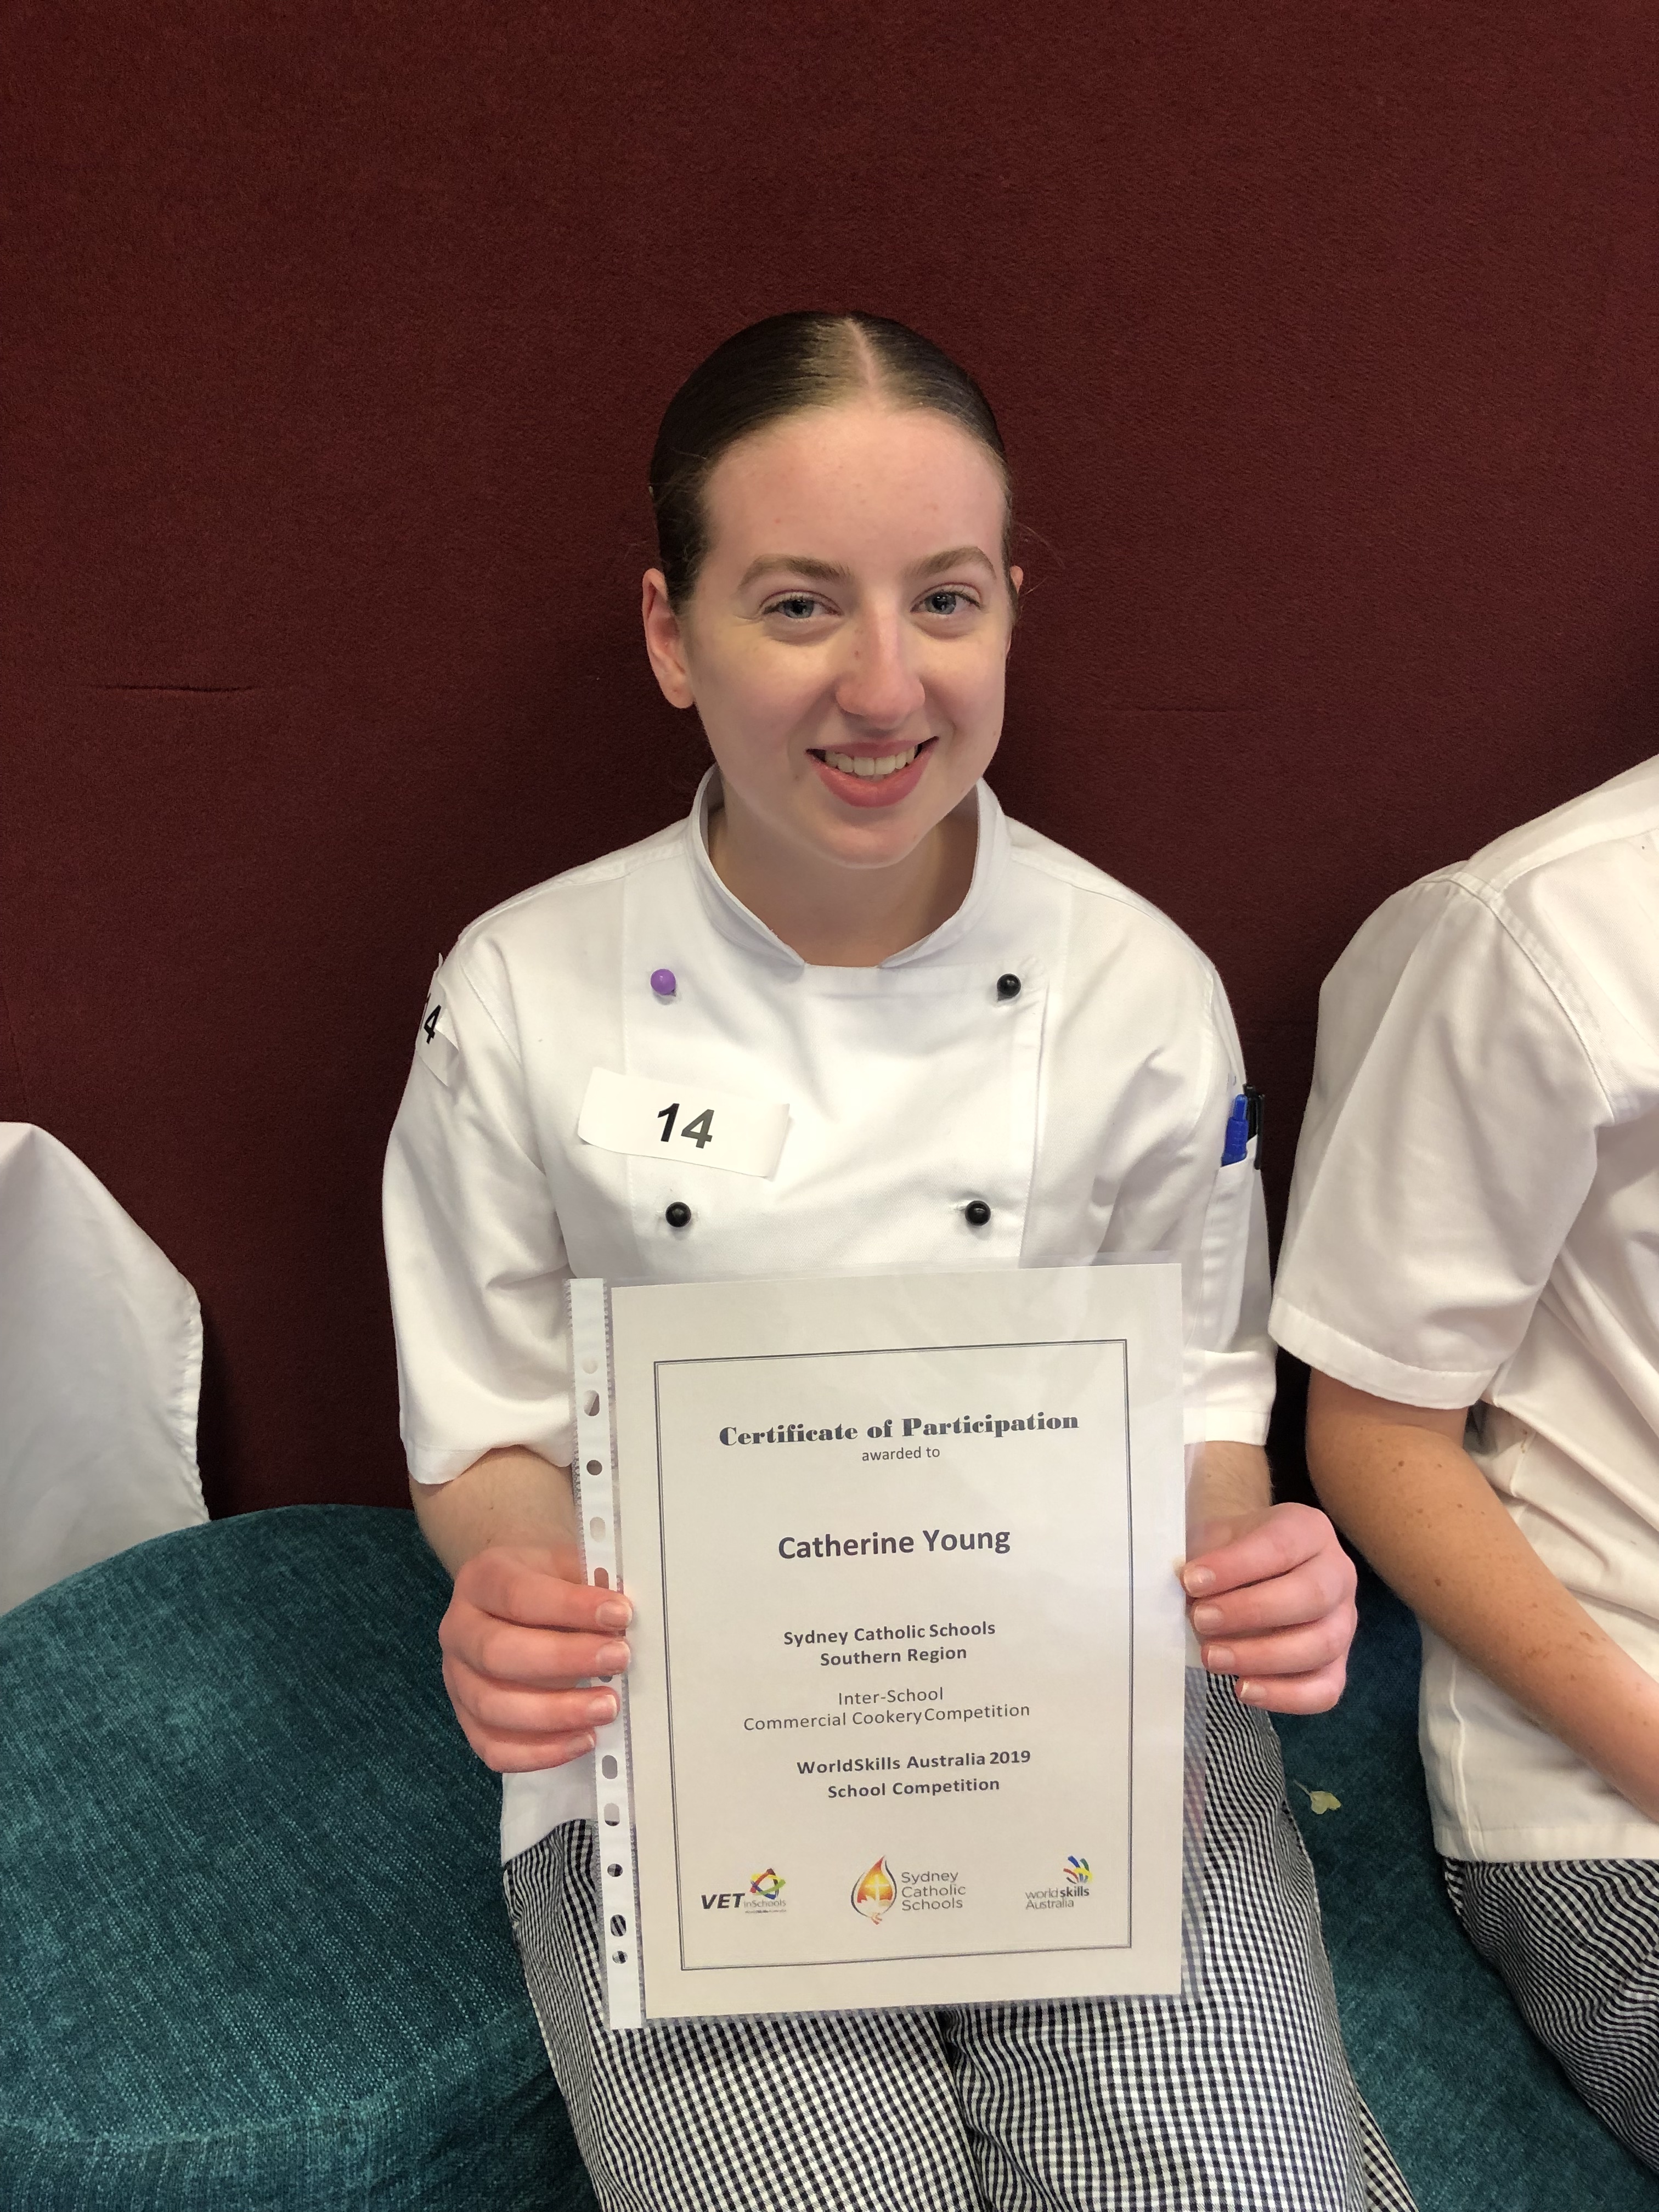 14
14
Certificate of Participation
awarded to
Catherine Young
Sydney Catholic Schools
Southern Region
Inter-School
Commercial Cookery Competition
WorldSkills Australia 2019
School Competition
VET inSchools
Sydney
Catholic
Schools
worldskills
Australia